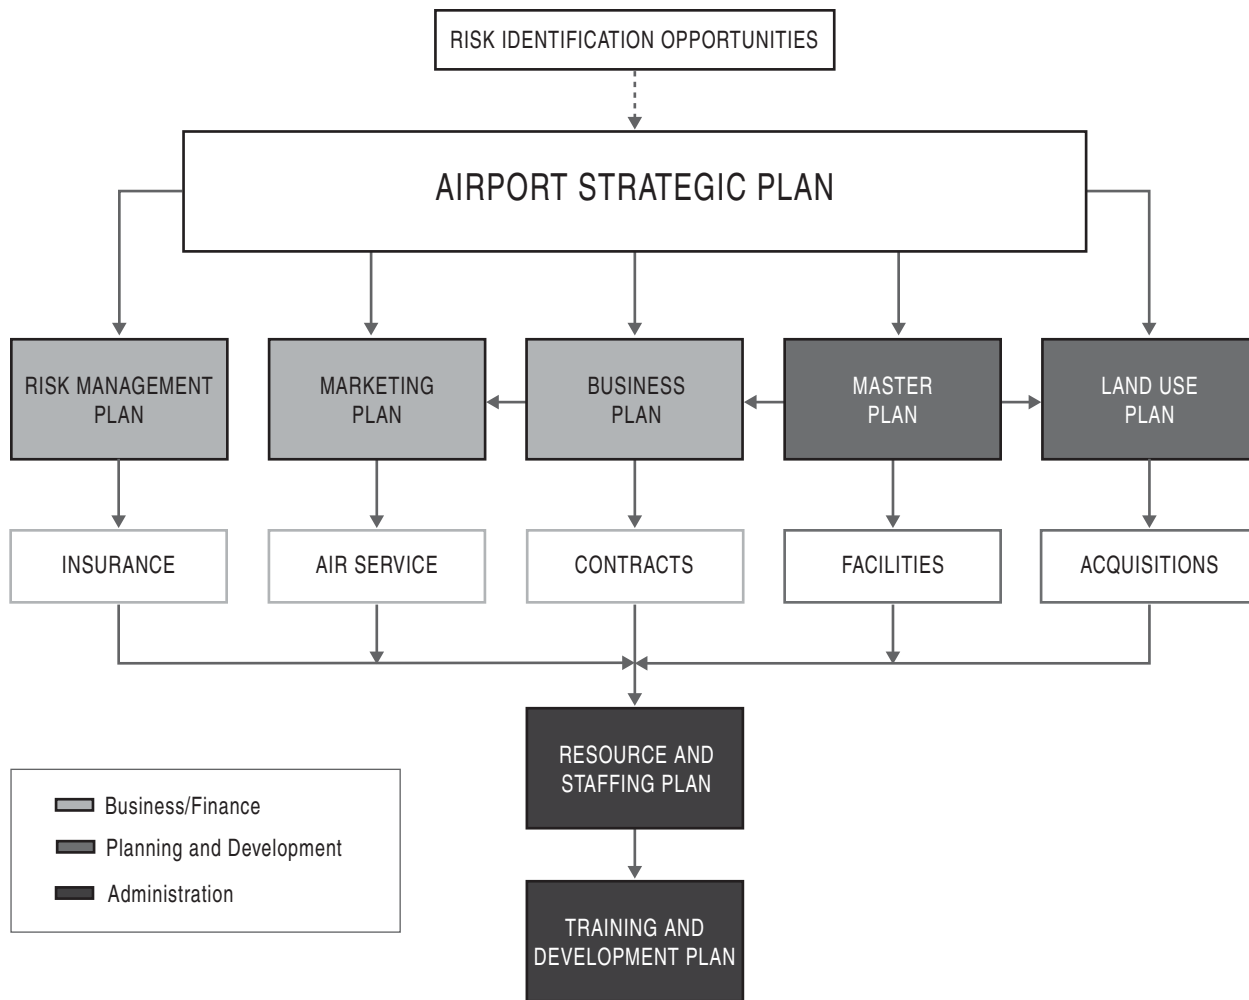 RISK IDENTIFICATION OPPORTUNITIES
AIRPORT STRATEGIC PLAN
RISK MANAGEMENT
PLAN
MARKETING
PLAN
BUSINESS
PLAN
MASTER
PLAN
LAND USE
PLAN
INSURANCE
AIR SERVICE
CONTRACTS
FACILITIES
ACQUISITIONS
RESOURCE AND
STAFFING PLAN
Business/Finance
Planning and Development
Administration
TRAINING AND
DEVELOPMENT PLAN